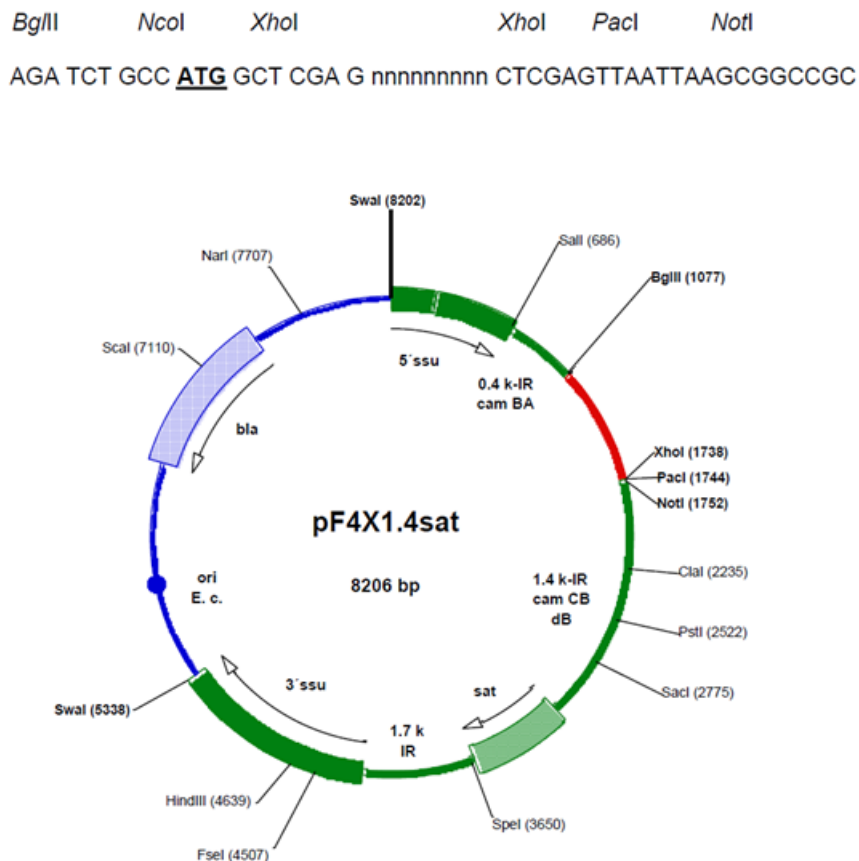 BglII NcoI XhoI XhoI PacI NotI
AGA TCT GCC ATG GCT CGA G nnnnnnnnn CTCGAGTTAATTAAGCGGCCGC
SwaI (8202)
SalI (686)
NarI (7707)
BglII (1077)
ScaI (7110)
5´ssu
0.4 k-IR
cam BA
bla
XhoI (1738)
PacI (1744)
NotI (1752)
pF4X1.4sat
8206 bp
ori
E. c.
1.4 k-IR
cam CB
dB
ClaI (2235)
PstI (2522)
SacI (2775)
3´ssu
sat
SwaI (5338)
1.7 k
IR
HindIII (4639)
SpeI (3650)
FseI (4507)